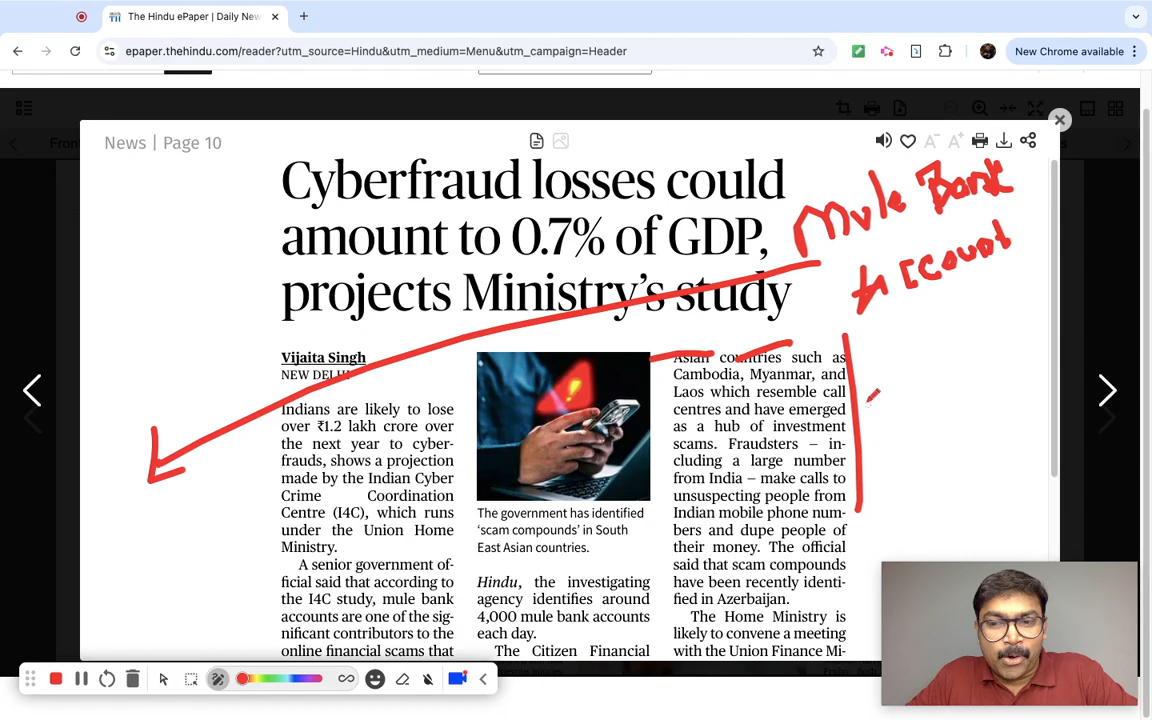 The Hindu ePaper | Daily New
epaper.thehindu.com/reader?utm_source=Hindu&utm_medium=Menu&utm_campaign=Header
New Chrome available
News | Page 10
A-
A+
Cyberfraud losses could
amount to 0.7% of GDP,
projects Ministry's study
Mule Bank
Account
Vijaita Singh
NEW DELHI
Indians are likely to lose
over ₹1.2 lakh crore over
the next year to cyber-
frauds, shows a projection
made by the Indian Cyber
Crime Coordination
Centre (I4C), which runs
under the Union Home
Ministry.
A senior government of-
ficial said that according to
the I4C study, mule bank
accounts are one of the sig-
nificant contributors to the
online financial scams that
The government has identified
‘scam compounds’ in South
East Asian countries.
Hindu, the investigating
agency identifies around
4,000 mule bank accounts
each day.
The Citizen Financial
Asian countries such as
Cambodia, Myanmar, and
Laos which resemble call
centres and have emerged
as a hub of investment
scams. Fraudsters — in-
cluding a large number
from India — make calls to
unsuspecting people from
Indian mobile phone num-
bers and dupe people of
their money. The official
said that scam compounds
have been recently identi-
fied in Azerbaijan.
The Home Ministry is
likely to convene a meeting
with the Union Finance Mi-